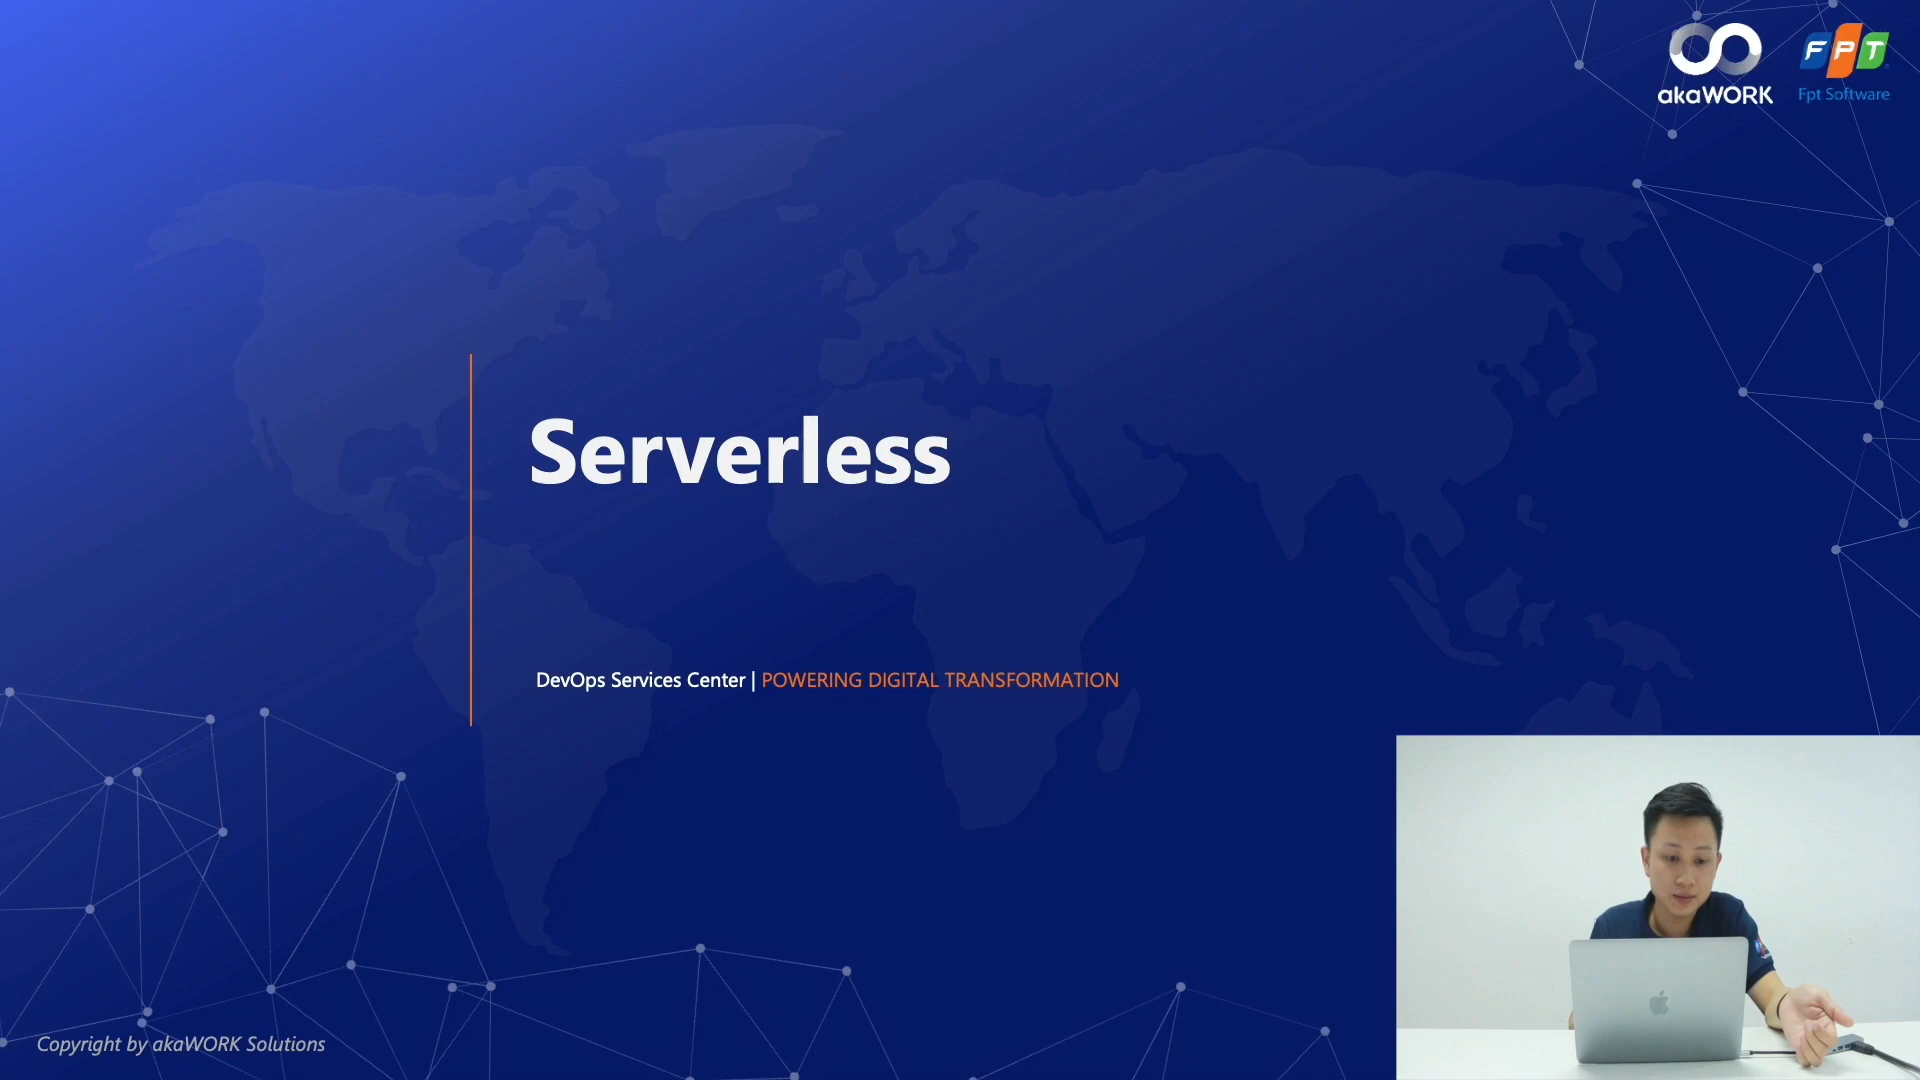 akaWORK
FPT
Fpt Software
Serverless
DevOps Services Center | POWERING DIGITAL TRANSFORMATION
Copyright by akaWORK Solutions